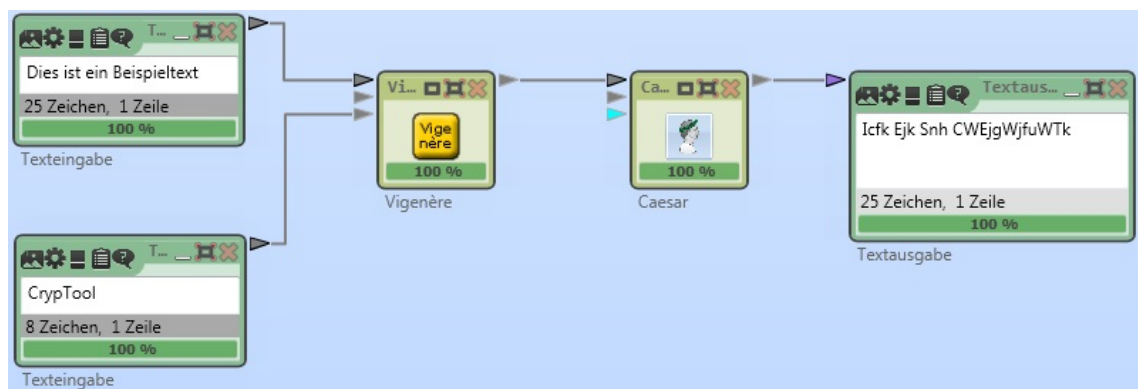 T...
Dies ist ein Beispieltext
25 Zeichen, 1 Zeile
100 %
Texteingabe
T...
CrypTool
8 Zeichen, 1 Zeile
100 %
Texteingabe
Vi...
Vige
nère
100 %
Vigenère
Ca...
100 %
Caesar
Textaus...
Icfk Ejk Snh CWEjgWjfuWTk
25 Zeichen, 1 Zeile
100 %
Textausgabe